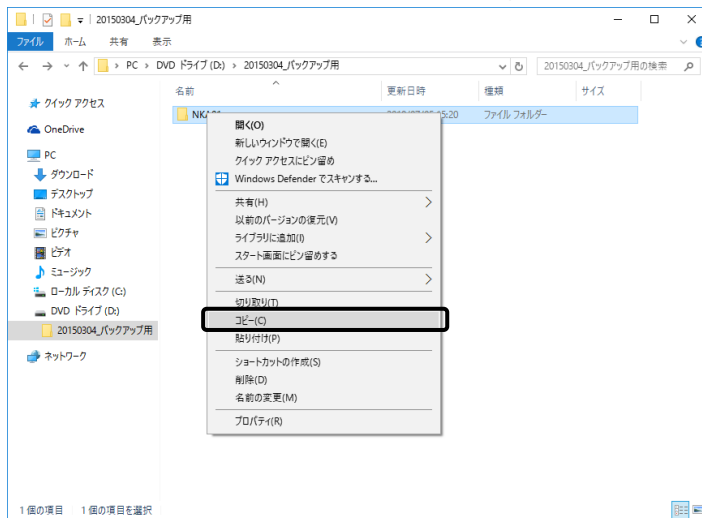 20150304_バックアップ用
ファイル ホーム 共有 表示
PC › DVD ドライブ (D:) › 20150304_バックアップ用
20150304_バックアップ用の検索
名前 更新日時 種類 サイズ
クイック アクセス
OneDrive
PC
ダウンロード
デスクトップ
ドキュメント
ピクチャ
ビデオ
ミュージック
ローカル ディスク (C:)
DVD ドライブ (D:)
20150304_バックアップ用
ネットワーク
ファイル フォルダー
開く(O)
新しいウィンドウで開く(E)
クイック アクセスにピン留め
Windows Defender でスキャンする...
共有(H)
以前のバージョンの復元(V)
ライブラリに追加(I)
スタート画面にピン留めする
送る(N)
切り取り(T)
コピー(C)
貼り付け(P)
ショートカットの作成(S)
削除(D)
名前の変更(M)
プロパティ(R)
1 個の項目 1 個の項目を選択